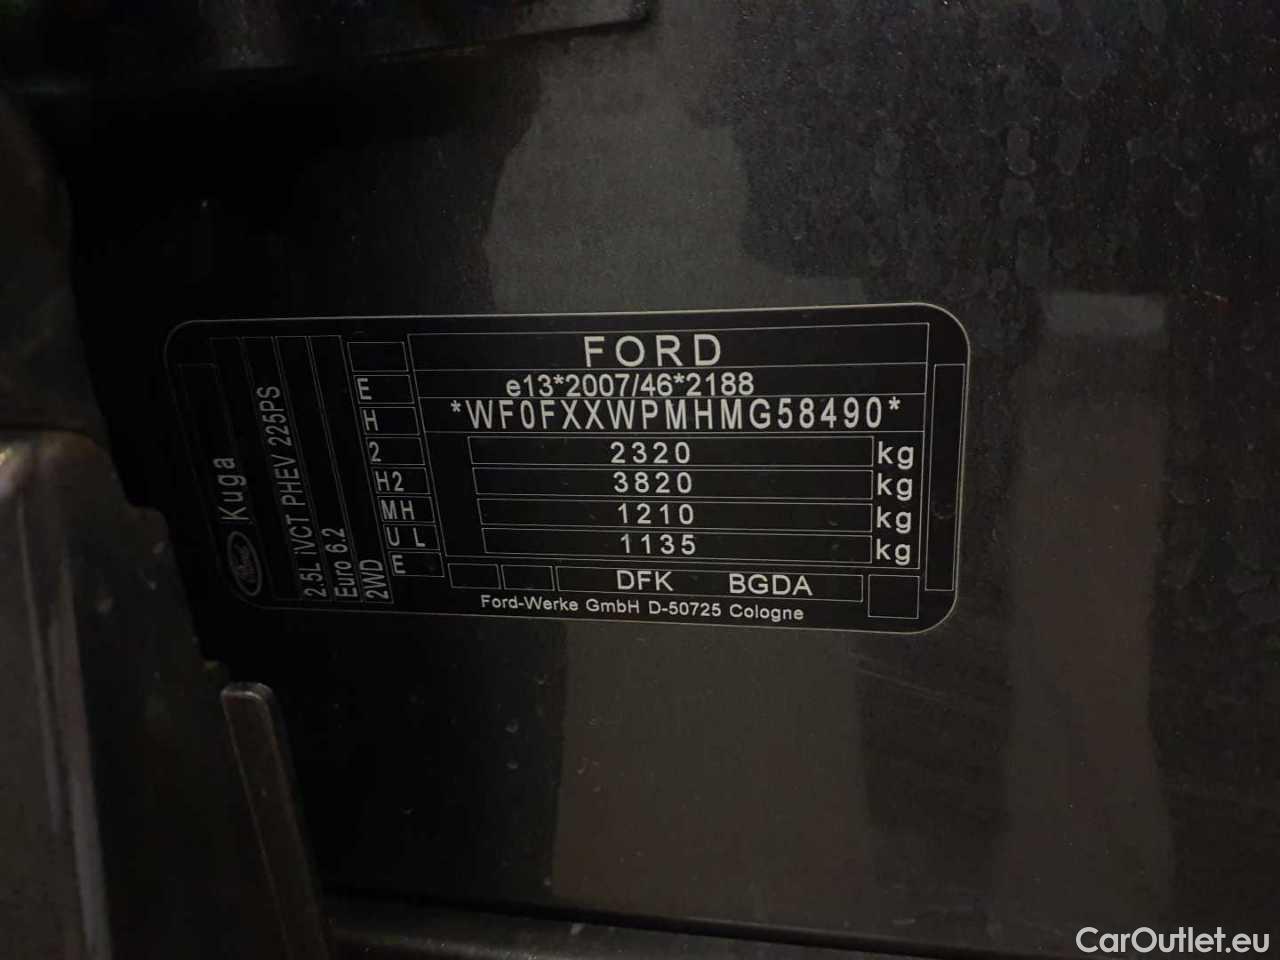 FORD
e13*2007/46*2188
*WF0FXXWPMHMG58490*
2320 kg
3820 kg
1210 kg
1135 kg
DFK BGDA
Ford-Werke GmbH D-50725 Cologne
Ford Kuga
2.5L iVCT PHEV 225PS
Euro 6.2
2WD
E
H
2
H2
MH
U L
E
CarOutlet.eu